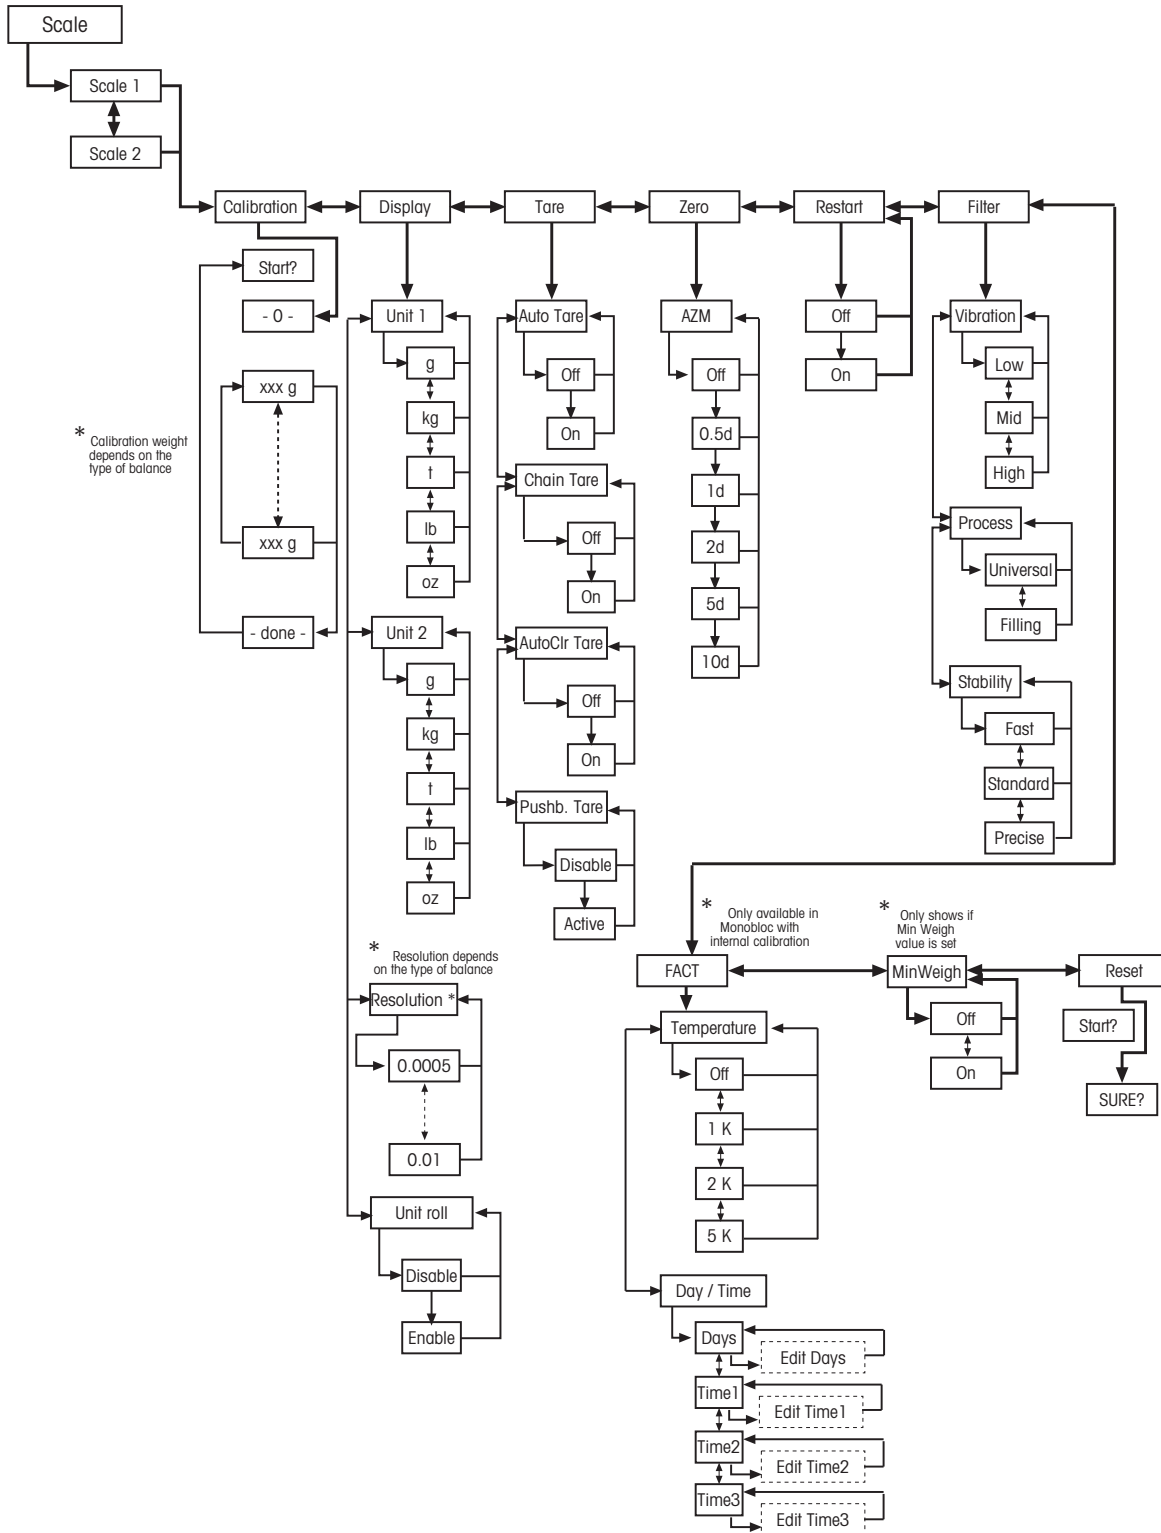 Scale
Scale 1
Scale 2
Calibration
Display
Tare
Zero
Restart
Filter
Start?
- 0 -
xxx g
* Calibration weight
depends on the
type of balance
xxx g
- done -
Unit 1
g
kg
t
lb
oz
Unit 2
g
kg
t
lb
oz
* Resolution depends
on the type of balance
Resolution *
0.0005
0.01
Unit roll
Disable
Enable
Auto Tare
Off
On
Chain Tare
Off
On
AutoClr Tare
Off
On
Pushb. Tare
Disable
Active
AZM
Off
0.5d
1d
2d
5d
10d
Off
On
Vibration
Low
Mid
High
Process
Universal
Filling
Stability
Fast
Standard
Precise
* Only available in
Monobloc with
internal calibration
FACT
Temperature
Off
1 K
2 K
5 K
Day / Time
Days
Edit Days
Time1
Edit Time1
Time2
Edit Time2
Time3
Edit Time3
* Only shows if
Min Weigh
value is set
MinWeigh
Off
On
Reset
Start?
SURE?